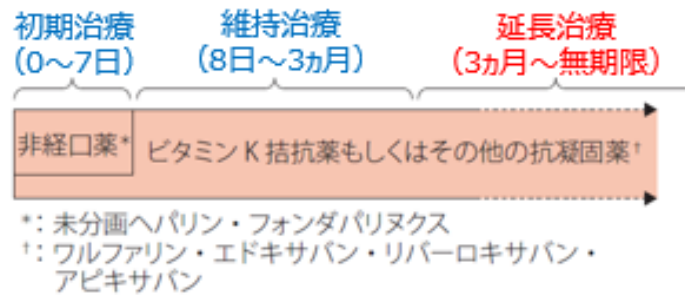 初期治療
(0～7日)
維持治療
(8日～3ヵ月)
延長治療
(3ヵ月～無期限)
非経口薬*
ビタミンK拮抗薬もしくはその他の抗凝固薬†
*：未分画ヘパリン・フォンダパリヌクス
†：ワルファリン・エドキサバン・リバーロキサバン・
アピキサバン